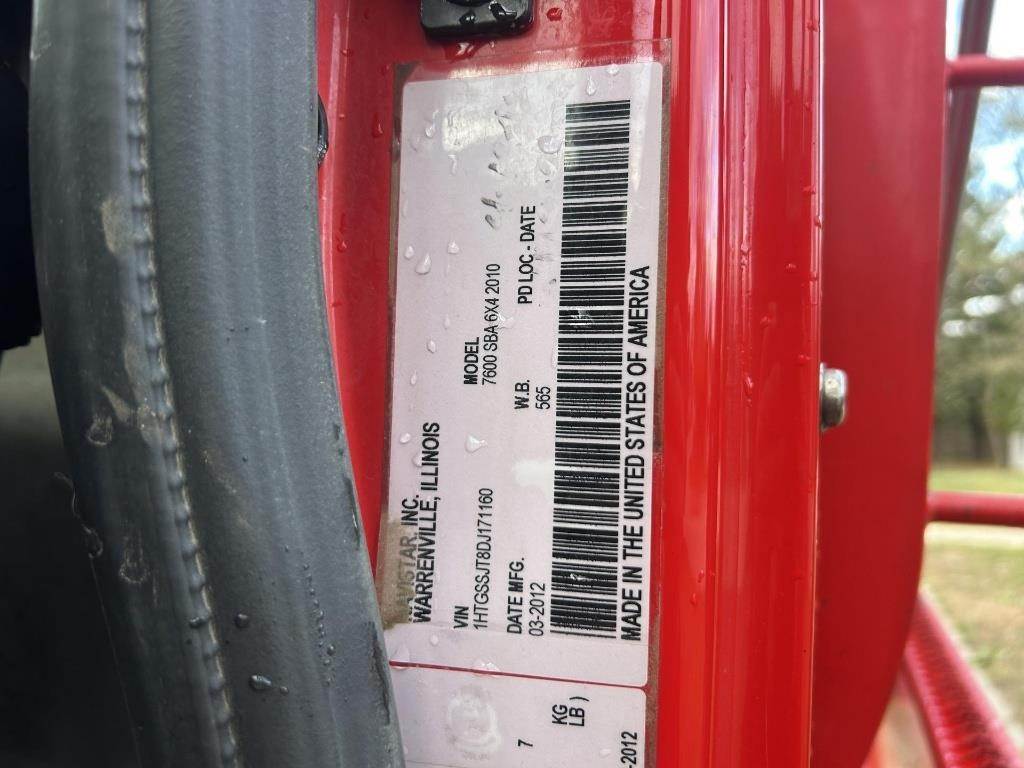 INC.
WARRENVILLE, ILLINOIS
VIN
1HTGSSJT8DJ171160
MODEL
7600 SBA 6X4 2010
DATE MFG.
03-2012
W.B.
565
PD LOC - DATE
MADE IN THE UNITED STATES OF AMERICA
7
KG
LB )
-2012